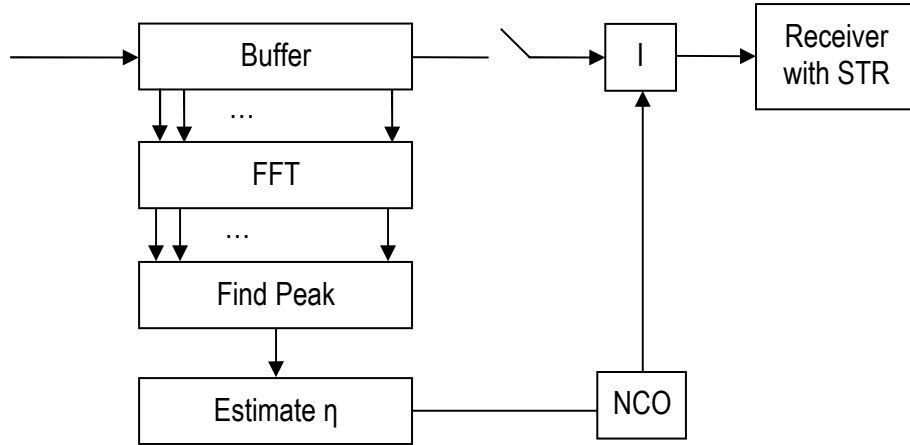 Buffer
I
Receiver
with STR
…
FFT
…
Find Peak
Estimate η
NCO